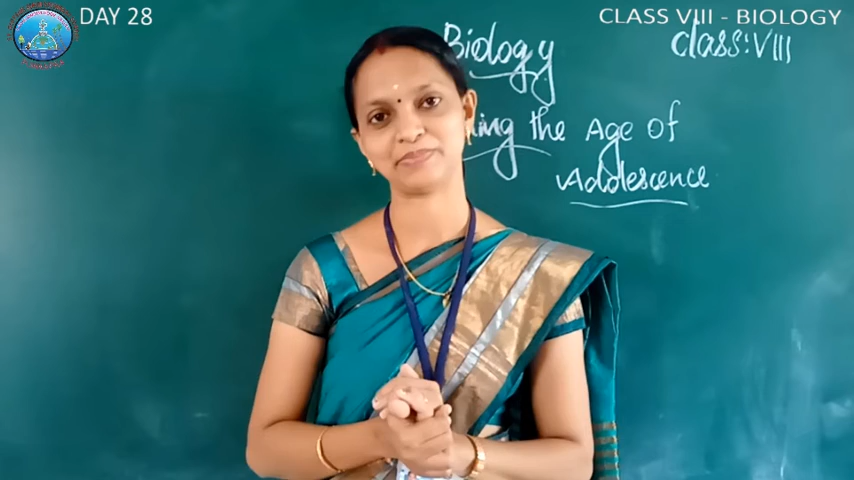 DAY 28
CLASS VIII - BIOLOGY
Biology
class: VIII
the Age of
Adolescence